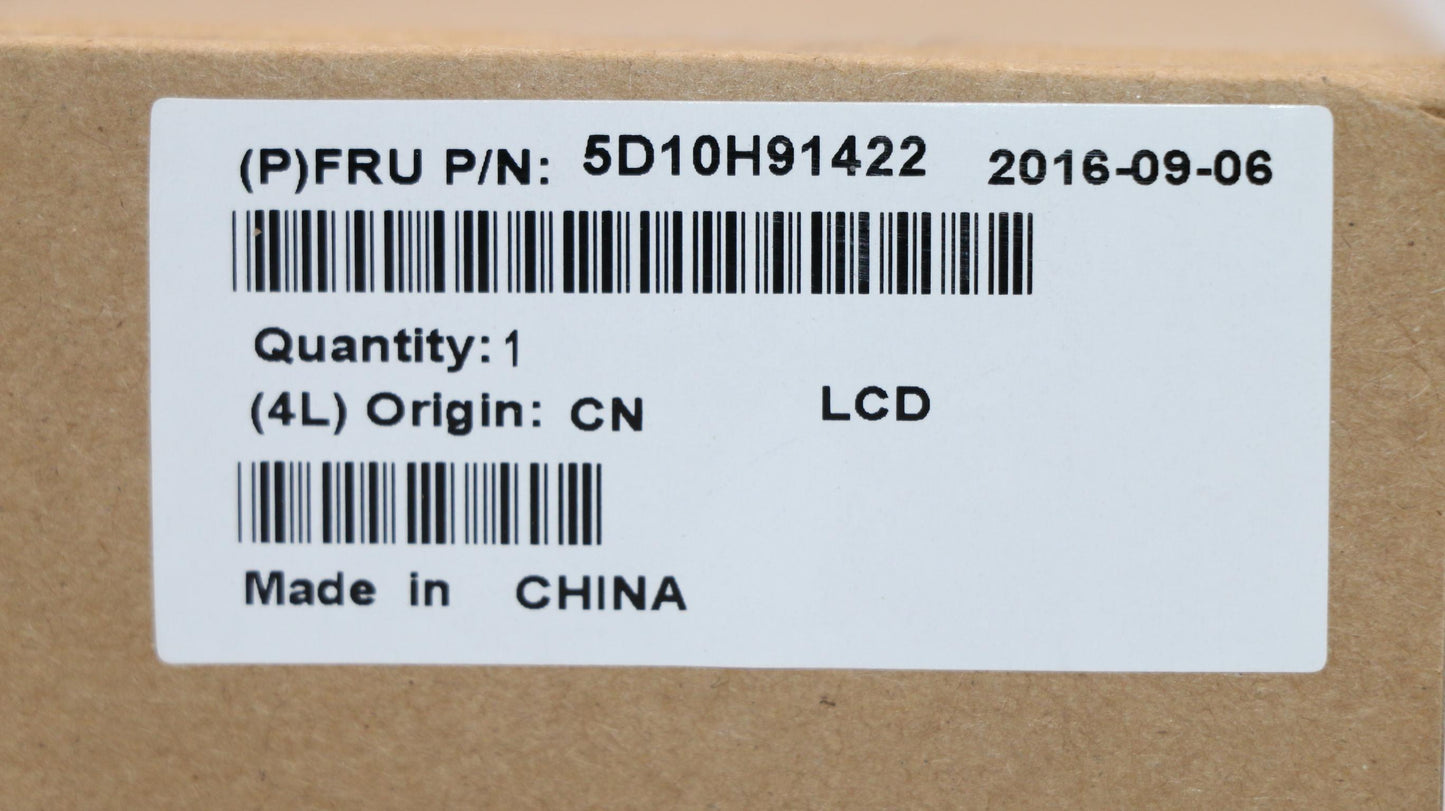 (P)FRU P/N: 5D10H91422 2016-09-06
Quantity: 1
(4L) Origin: CN LCD
Made in CHINA